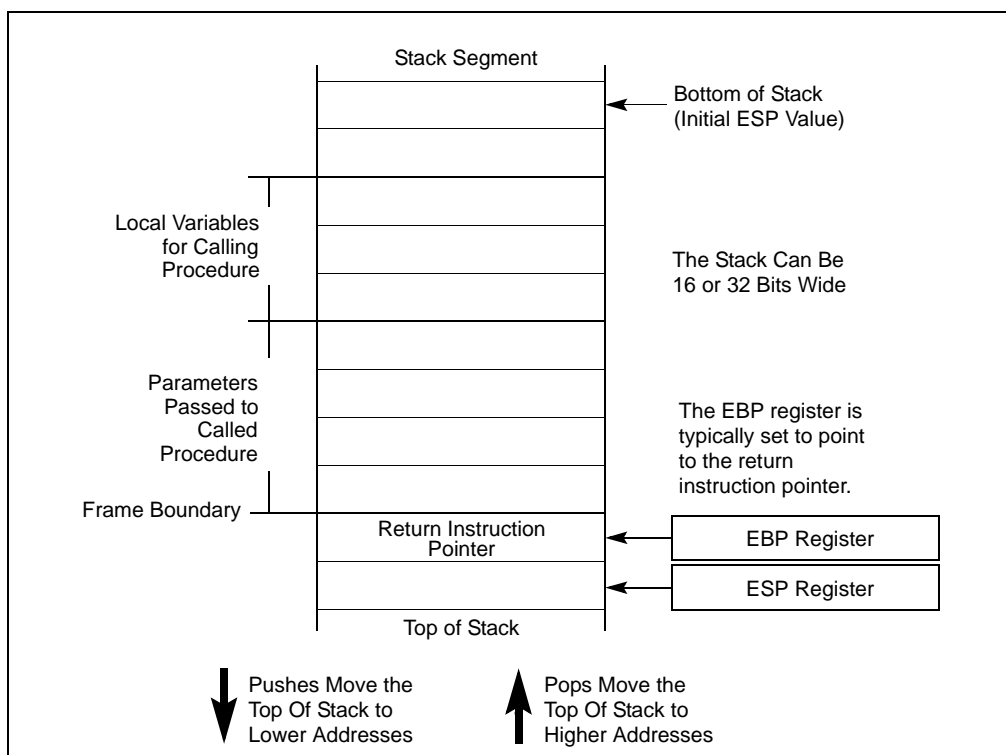 Stack Segment
Bottom of Stack
(Initial ESP Value)
Local Variables
for Calling
Procedure
The Stack Can Be
16 or 32 Bits Wide
Parameters
Passed to
Called
Procedure
The EBP register is
typically set to point
to the return
instruction pointer.
Frame Boundary
Return Instruction
Pointer
EBP Register
ESP Register
Top of Stack
Pushes Move the
Top Of Stack to
Lower Addresses
Pops Move the
Top Of Stack to
Higher Addresses